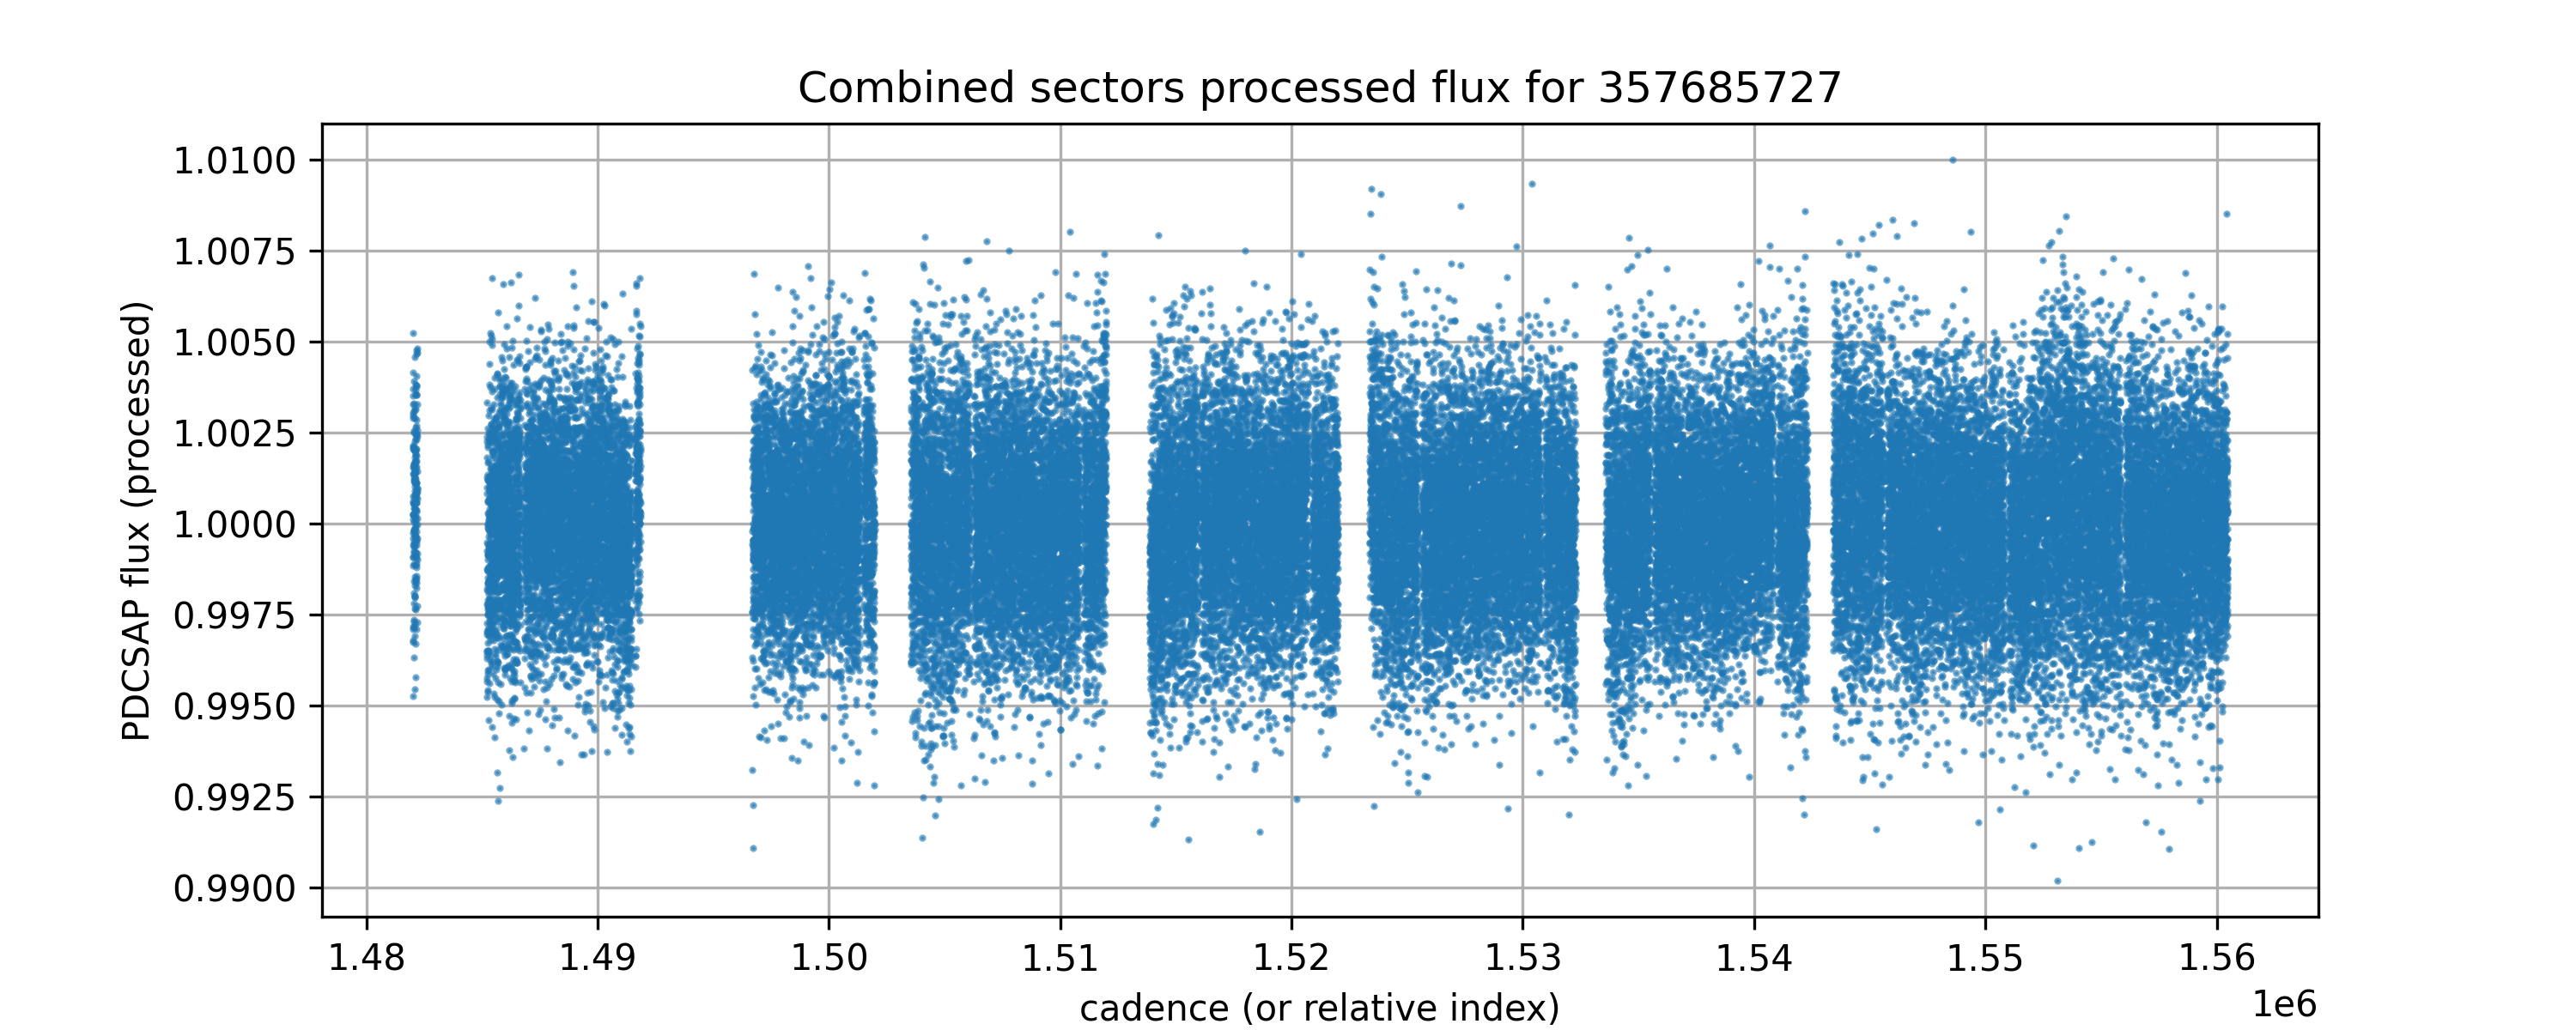 Combined sectors processed flux for 357685727
PDCSAP flux (processed)
1.0100
1.0075
1.0050
1.0025
1.0000
0.9975
0.9950
0.9925
0.9900
1.48 1.49 1.50 1.51 1.52 1.53 1.54 1.55 1.56
1e6
cadence (or relative index)